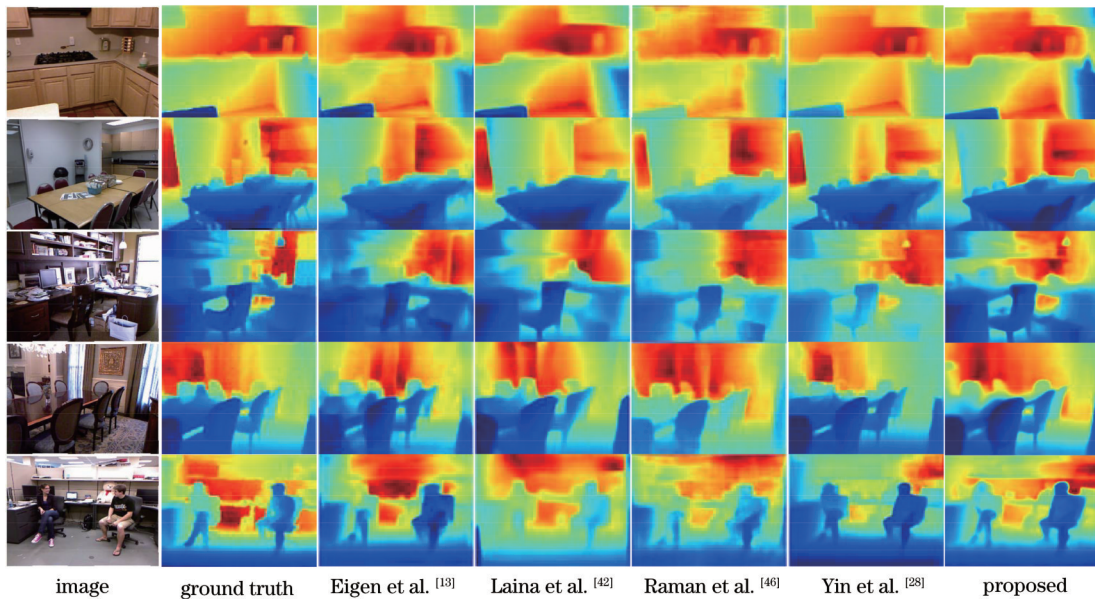 image ground truth Eigen et al. [13] Laina et al. [42] Raman et al. [46] Yin et al. [28] proposed